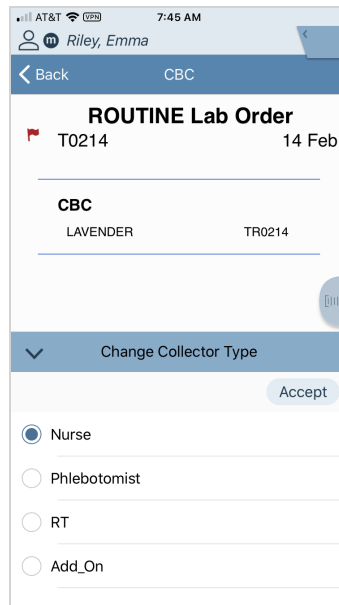 AT&T VPN 7:45 AM
m Riley, Emma
Back CBC
ROUTINE Lab Order
T0214 14 Feb
CBC
LAVENDER TR0214
Change Collector Type
Accept
Nurse
Phlebotomist
RT
Add_On